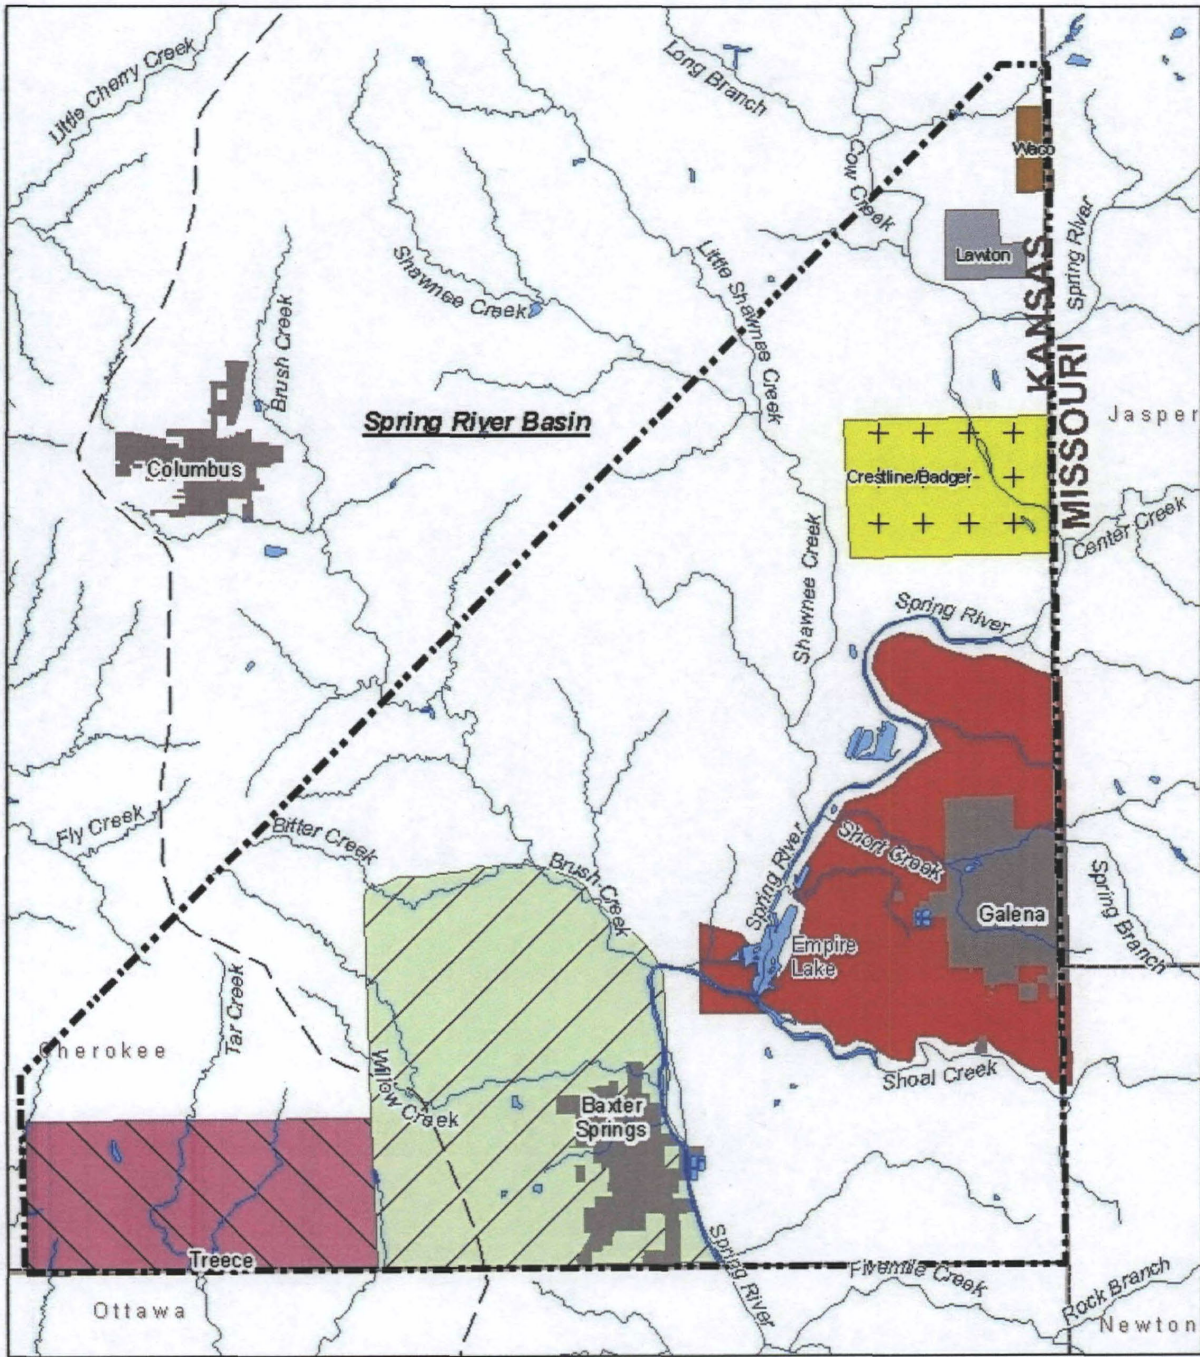 Little Cherry Creek
Long Branch
Cow Creek
Waco
Lawton
Spring River
KANSAS
MISSOURI
Shawnee Creek
Little Shawnee Creek
Brush Creek
Spring River Basin
Jasper
Columbus
Crestline/Badger
Center Creek
Shawnee Creek
Spring River
Fly Creek
Bitter Creek
Brush Creek
Spring River
Short Creek
Galena
Spring Branch
Empire
Lake
Tar Creek
Cherokee
Willow Creek
Shoal Creek
Baxter
Springs
Treece
Spring River
Fivemile Creek
Rock Branch
Ottawa
Newton